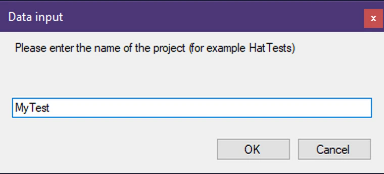 Data input
x
Please enter the name of the project (for example HatTests)
MyTest
OK
Cancel